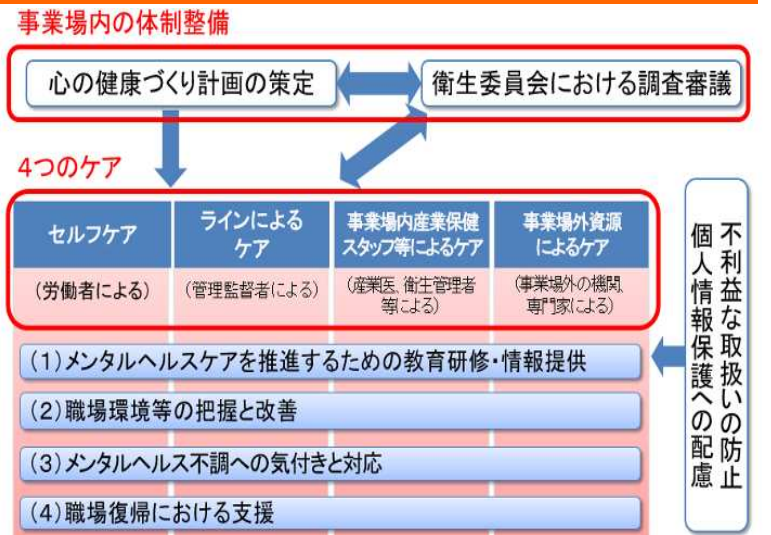 事業場内の体制整備
心の健康づくり計画の策定
衛生委員会における調査審議
4つのケア
セルフケア
ラインによる
ケア
事業場内産業保健
スタッフ等によるケア
事業場外資源
によるケア
(労働者による)
(管理監督者による)
(産業医、衛生管理者
等による)
(事業場外の機関、
専門家による)
(1)メンタルヘルスケアを推進するための教育研修・情報提供
(2)職場環境等の把握と改善
(3)メンタルヘルス不調への気付きと対応
(4)職場復帰における支援
不利益な取扱いの防止
個人情報保護への配慮